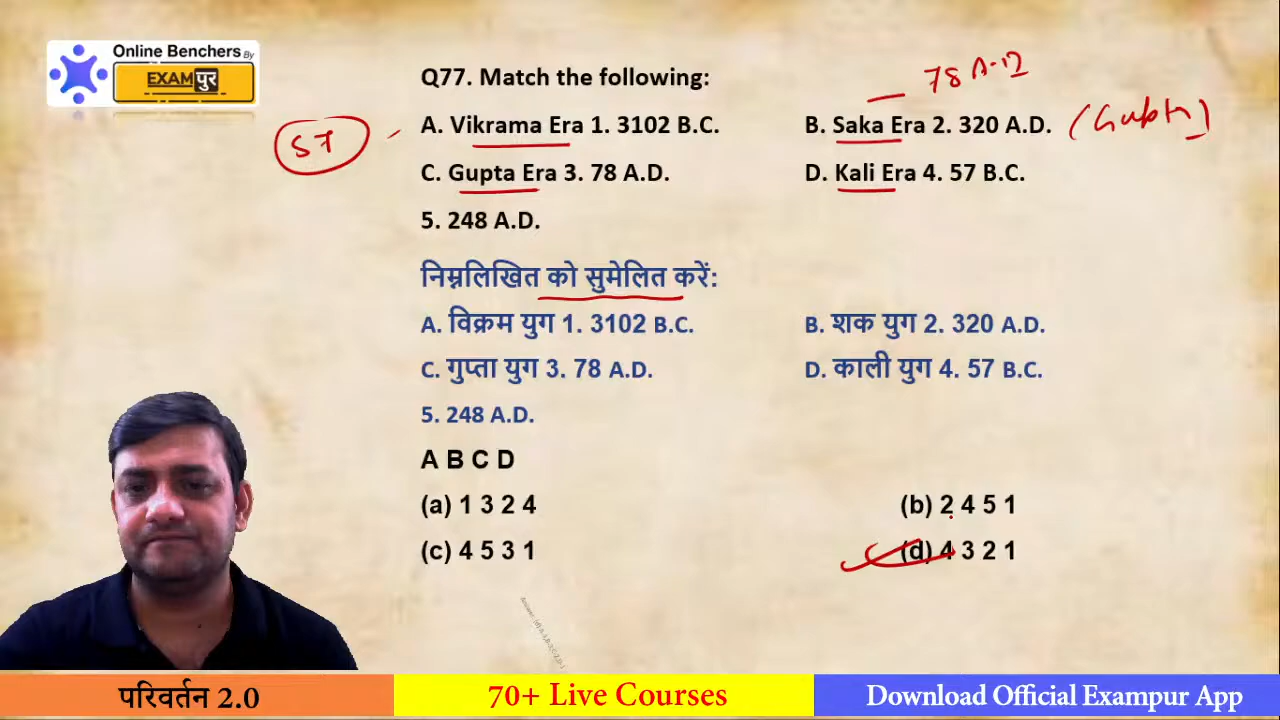 Online Benchers By
EXAMपुर
Q77. Match the following:
78 A.D
A. Vikrama Era 1. 3102 B.C.
B. Saka Era 2. 320 A.D.
(Gupta)
57
C. Gupta Era 3. 78 A.D.
D. Kali Era 4. 57 B.C.
5. 248 A.D.
निम्नलिखित को सुमेलित करें:
A. विक्रम युग 1. 3102 B.C.
B. शक युग 2. 320 A.D.
C. गुप्ता युग 3. 78 A.D.
D. काली युग 4. 57 B.C.
5. 248 A.D.
A B C D
(a) 1 3 2 4
(b) 2 4 5 1
(c) 4 5 3 1
(d) 4 3 2 1
परिवर्तन 2.0
70+ Live Courses
Download Official Exampur App